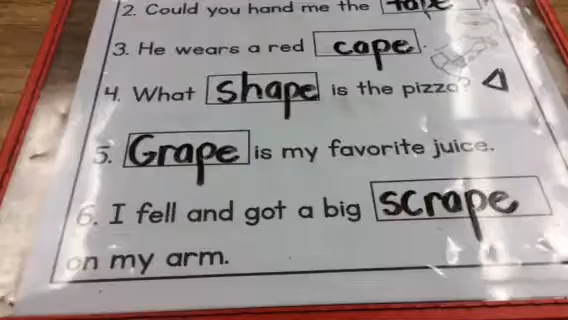 2. Could you hand me the tape
3. He wears a red cape.
4. What shape is the pizza?
5. Grape is my favorite juice.
6. I fell and got a big scrape
on my arm.